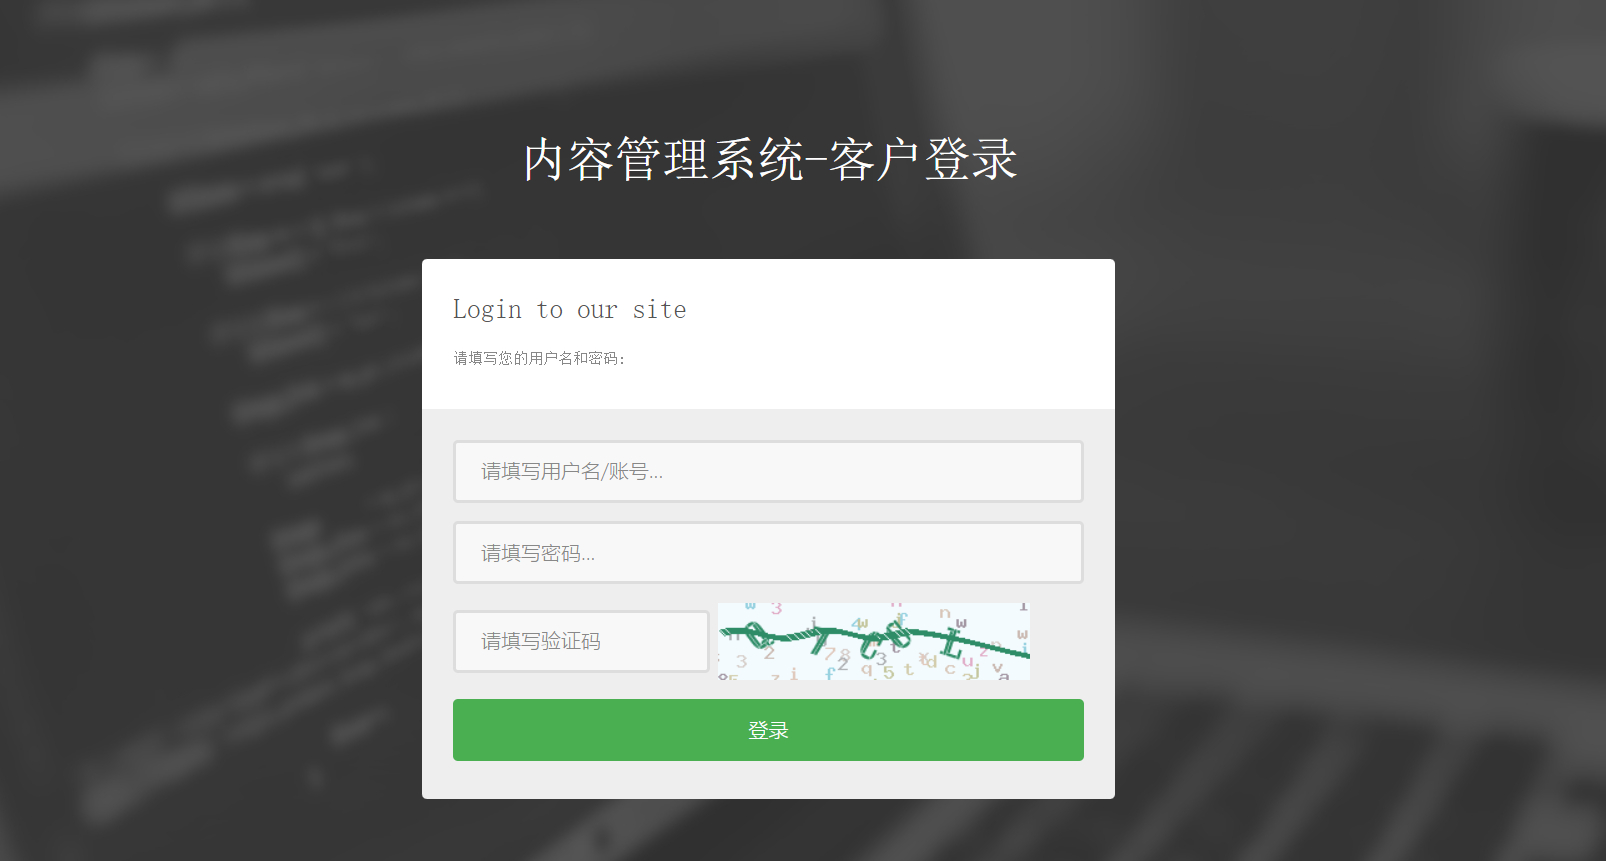 内容管理系统-客户登录
Login to our site
请填写您的用户名和密码:
请填写用户名/账号...
请填写密码...
请填写验证码
登录